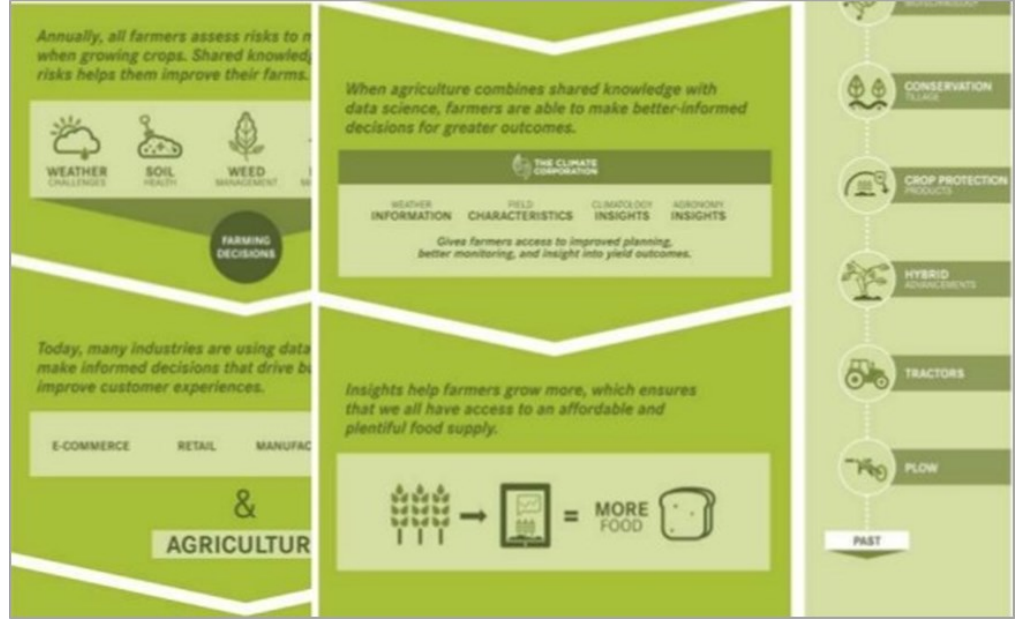 Annually, all farmers assess risks to m
when growing crops. Shared knowledg
risks helps them improve their farms.
WEATHER
CHALLENGES
SOIL
HEALTH
WEED
MANAGEMENT
FARMING
DECISIONS
Today, many industries are using data
make informed decisions that drive bu
improve customer experiences.
E-COMMERCE RETAIL MANUFAC
&
AGRICULTUR
When agriculture combines shared knowledge with
data science, farmers are able to make better-informed
decisions for greater outcomes.
THE CLIMATE
CORPORATION
WEATHER
INFORMATION
FIELD
CHARACTERISTICS
CLIMATOLOGY
INSIGHTS
AGRONOMY
INSIGHTS
Gives farmers access to improved planning,
better monitoring, and insight into yield outcomes.
Insights help farmers grow more, which ensures
that we all have access to an affordable and
plentiful food supply.
= MORE
FOOD
BIOTECHNOLOGY
CONSERVATION
TILLAGE
CROP PROTECTION
PRODUCTS
HYBRID
ADVANCEMENTS
TRACTORS
PLOW
PAST